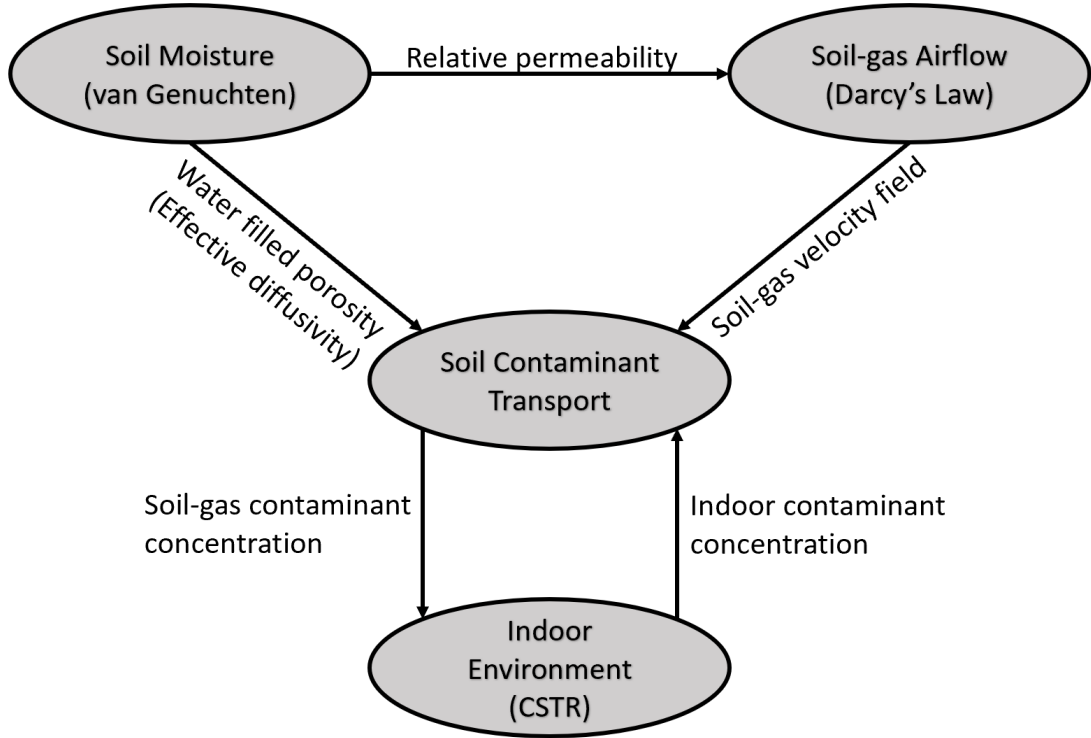 Soil Moisture
(van Genuchten)
Relative permeability
Soil-gas Airflow
(Darcy's Law)
Water filled porosity
(Effective diffusivity)
Soil-gas velocity field
Soil Contaminant
Transport
Soil-gas contaminant
concentration
Indoor contaminant
concentration
Indoor
Environment
(CSTR)